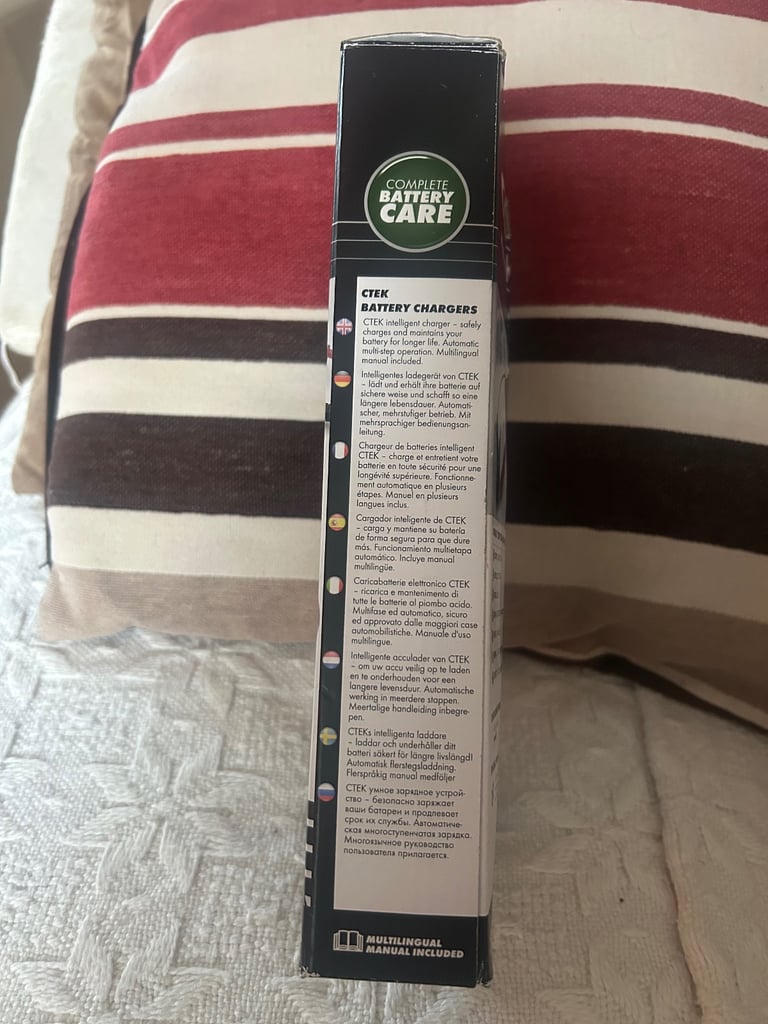 COMPLETE
BATTERY
CARE
CTEK
BATTERY CHARGERS
CTEK intelligent charger – safely
charges and maintains your
battery for longer life. Automatic
multi-step operation. Multilingual
manual included.
Intelligentes ladegerät von CTEK
– lädt und erhält ihre batterie auf
sichere weise und schafft so eine
längere lebensdauer. Automati-
scher, mehrstufiger betrieb. Mit
mehrsprachiger bedienungsan-
leitung.
Chargeur de batteries intelligent
CTEK – charge et entretient votre
batterie en toute sécurité pour une
longévité supérieure. Fonctionne-
ment automatique en plusieurs
étapes. Manuel en plusieurs
langues inclus.
Cargador inteligente de CTEK
– carga y mantiene su batería
de forma segura para que dure
más. Funcionamiento multietapa
automático. Incluye manual
multilingüe.
Caricabatterie elettronico CTEK
– ricarica e mantenimento di
tutte le batterie al piombo acido.
Multifase ed automatico, sicuro
ed approvato dalle maggiori case
automobilistiche. Manuale d'uso
multilingue.
Intelligente acculader van CTEK
– om uw accu veilig op te laden
en te onderhouden voor een
langere levensduur. Automatische
werking in meerdere stappen.
Meertalige handleiding inbegre-
pen.
CTEKs intelligenta laddare
– laddar och underhåller ditt
batteri säkert för längre livslängd!
Automatisk flerstegsladdning.
Flerspråkig manual medföljer
CTEK умное зарядное устрой-
ство – безопасно заряжает
ваши батареи и продлевает
срок их службы. Автоматиче-
ская многоступенчатая зарядка.
Многоязычное руководство
пользователя прилагается.
MULTILINGUAL
MANUAL INCLUDED